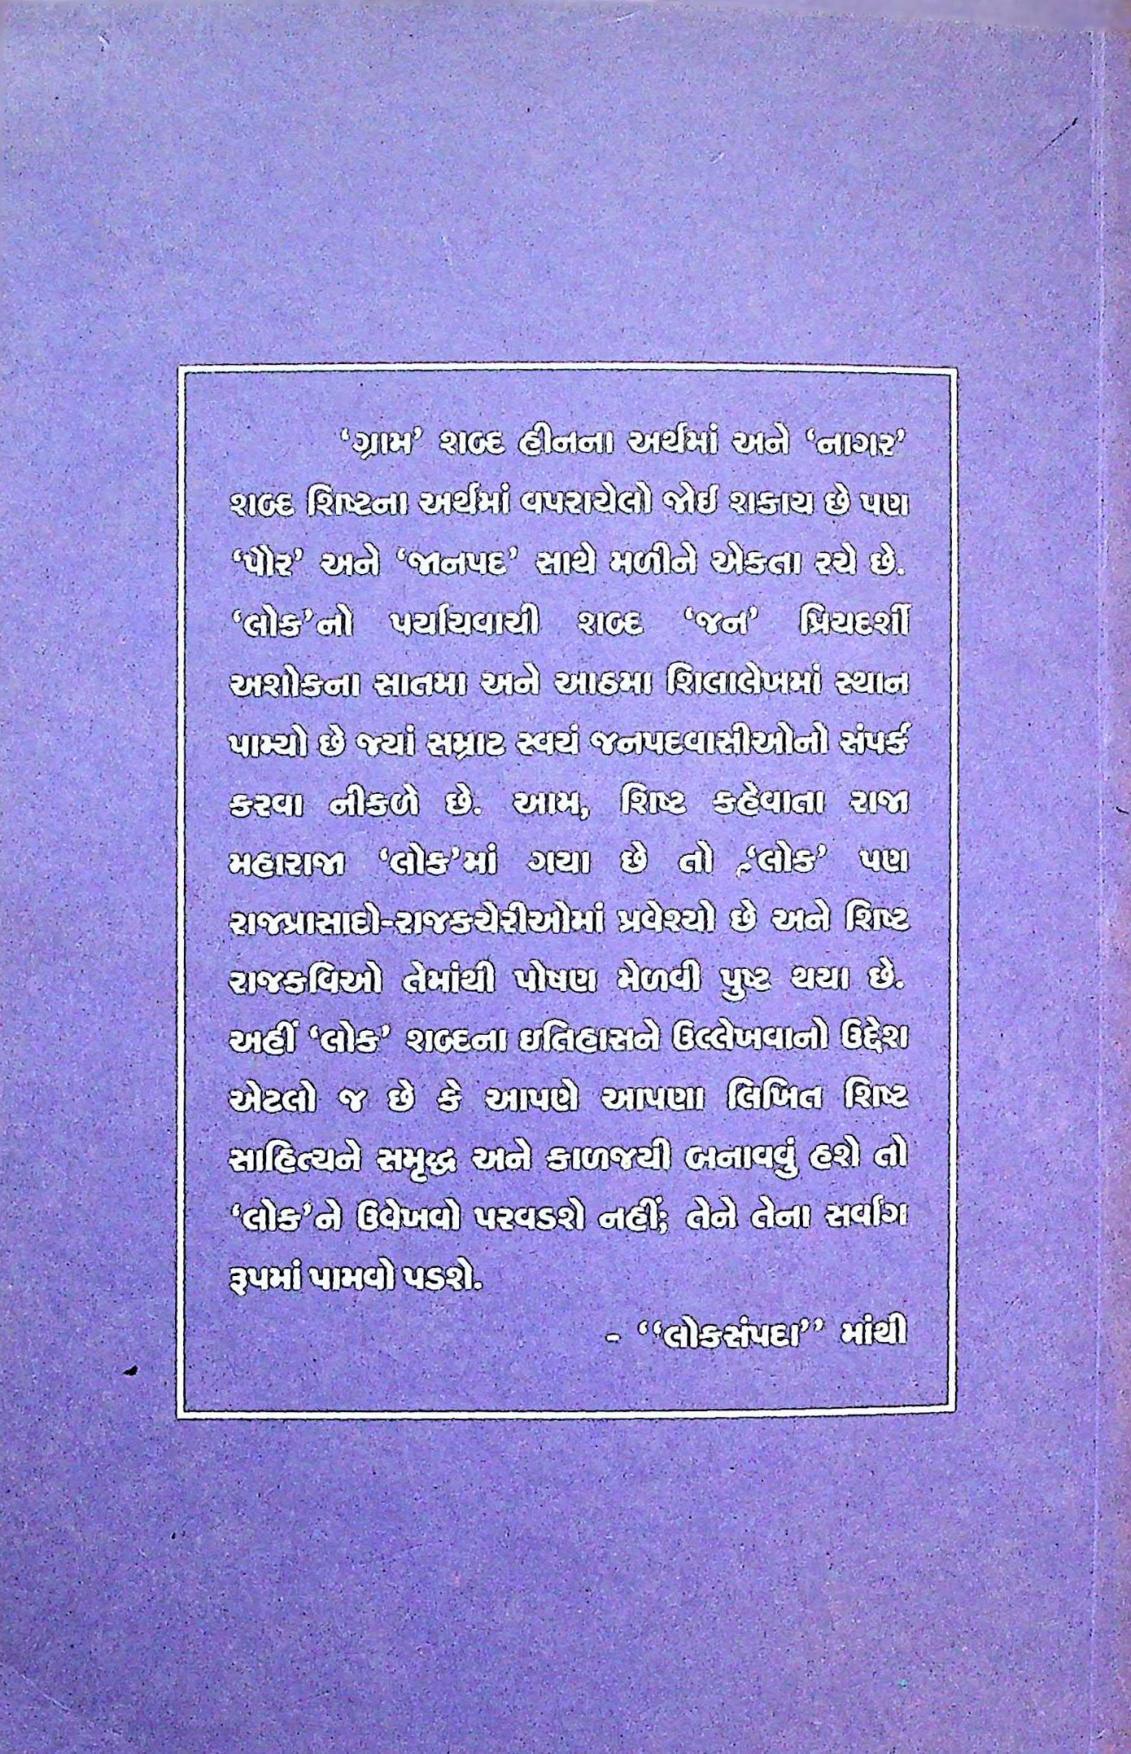 ‘ગ્રામ’ શબ્દ હીનના અર્થમાં અને ‘નાગર’
શબ્દ શિષ્ટના અર્થમાં વપરાયેલો જોઈ શકાય છે પણ
‘પૌર’ અને ‘જાનપદ’ સાથે મળીને એકતા રચે છે.
‘લોક’નો પર્યાયવાચી શબ્દ ‘જન’ પ્રિયદર્શી
અશોકના સાતમા અને આઠમા શિલાલેખમાં સ્થાન
પામ્યો છે જ્યાં સમ્રાટ સ્વયં જનપદવાસીઓનો સંપર્ક
કરવા નીકળે છે. આમ, શિષ્ટ કહેવાતા રાજા
મહારાજા ‘લોક’માં ગયા છે તો ‘લોક’ પણ
રાજપ્રાસાદો-રાજકચેરીઓમાં પ્રવેશ્યો છે અને શિષ્ટ
રાજકવિઓ તેમાંથી પોષણ મેળવી પુષ્ટ થયા છે.
અહીં ‘લોક’ શબ્દના ઇતિહાસને ઉલ્લેખવાનો ઉદ્દેશ
એટલો જ છે કે આપણે આપણા લિખિત શિષ્ટ
સાહિત્યને સમૃદ્ધ અને કાળજયી બનાવવું હશે તો
‘લોક’ને ઉવેખવો પરવડશે નહીં; તેને તેના સર્વાગ
રૂપમાં પામવો પડશે.
- ‘‘લોકસંપદા’’ માંથી